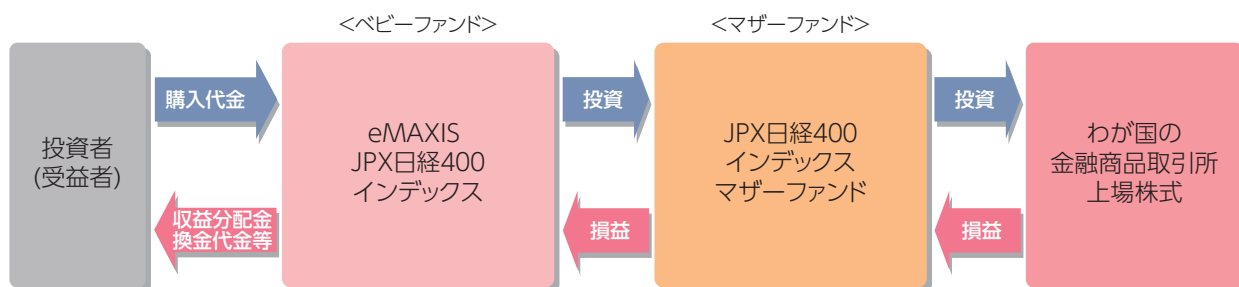 <ベビーファンド>
<マザーファンド>
投資者
(受益者)
購入代金
収益分配金
換金代金等
eMAXIS
JPX日経400
インデックス
投資
損益
JPX日経400
インデックス
マザーファンド
投資
損益
わが国の
金融商品取引所
上場株式